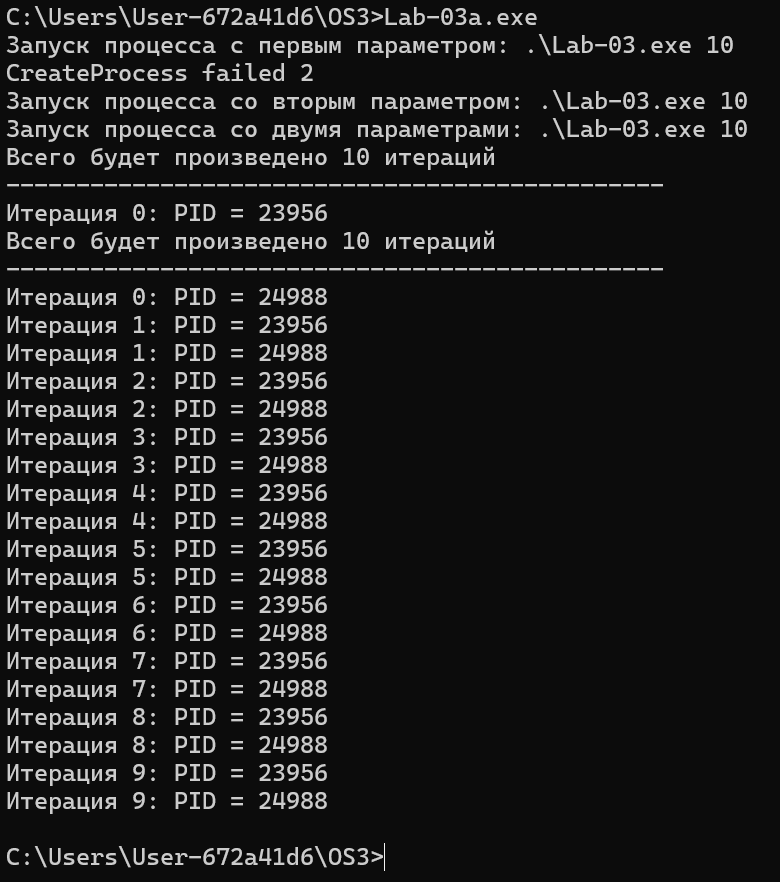 C:\Users\User-672a41d6\OS3>Lab-03a.exe
Запуск процесса с первым параметром: .\Lab-03.exe 10
CreateProcess failed 2
Запуск процесса со вторым параметром: .\Lab-03.exe 10
Запуск процесса со двумя параметрами: .\Lab-03.exe 10
Всего будет произведено 10 итераций
-----------------------------------------------
Итерация 0: PID = 23956
Всего будет произведено 10 итераций
-----------------------------------------------
Итерация 0: PID = 24988
Итерация 1: PID = 23956
Итерация 1: PID = 24988
Итерация 2: PID = 23956
Итерация 2: PID = 24988
Итерация 3: PID = 23956
Итерация 3: PID = 24988
Итерация 4: PID = 23956
Итерация 4: PID = 24988
Итерация 5: PID = 23956
Итерация 5: PID = 24988
Итерация 6: PID = 23956
Итерация 6: PID = 24988
Итерация 7: PID = 23956
Итерация 7: PID = 24988
Итерация 8: PID = 23956
Итерация 8: PID = 24988
Итерация 9: PID = 23956
Итерация 9: PID = 24988
C:\Users\User-672a41d6\OS3>